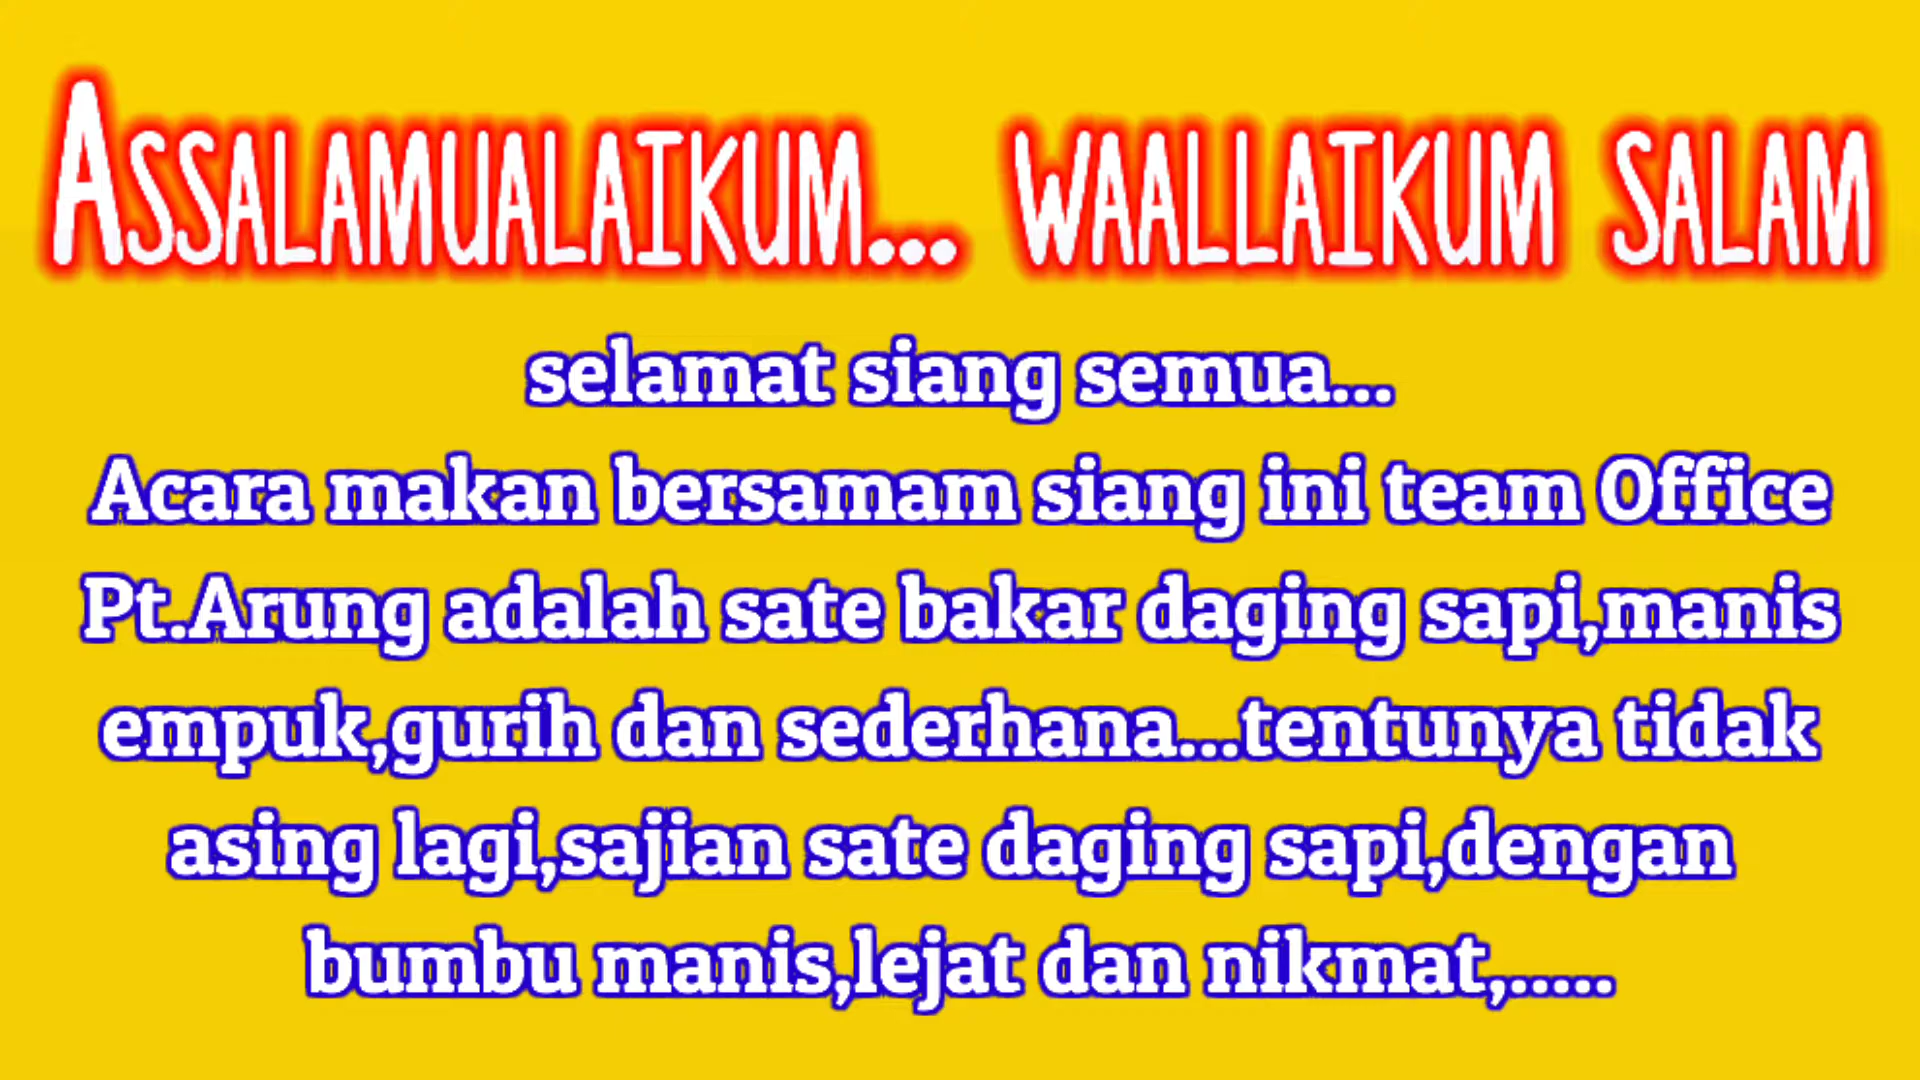 Assalamualaikum... waallaikum salam
selamat siang semua...
Acara makan bersamam siang ini team Office
Pt.Arung adalah sate bakar daging sapi,manis
empuk,gurih dan sederhana...tentunya tidak
asing lagi,sajian sate daging sapi,dengan
bumbu manis,lejat dan nikmat,.....